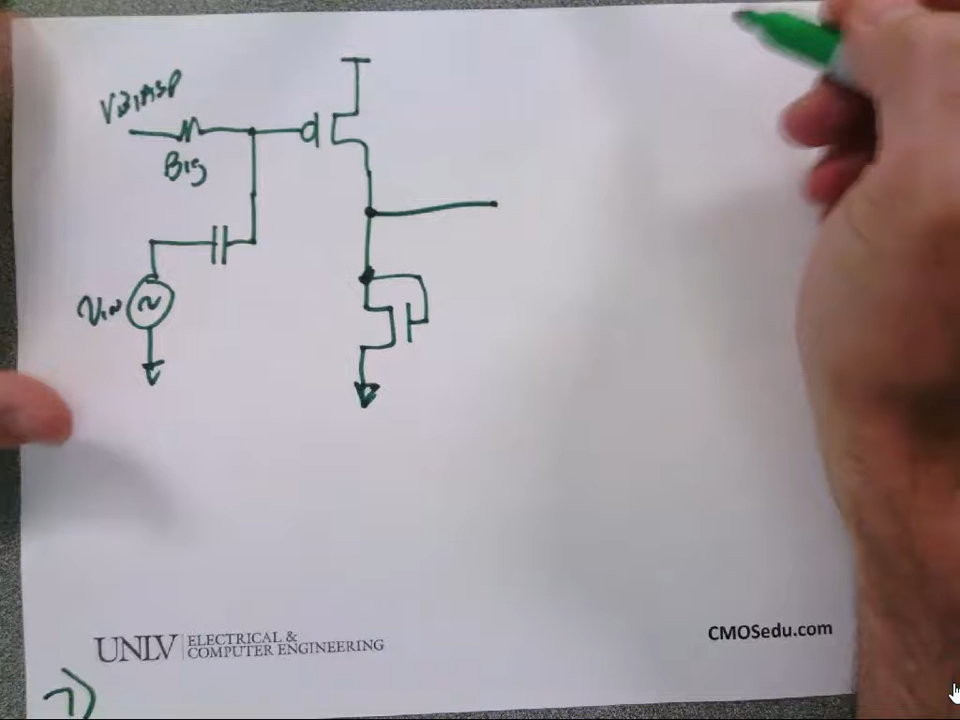 VBIASP
BIG
Vin
UNLV ELECTRICAL &
COMPUTER ENGINEERING
CMOSedu.com
7)